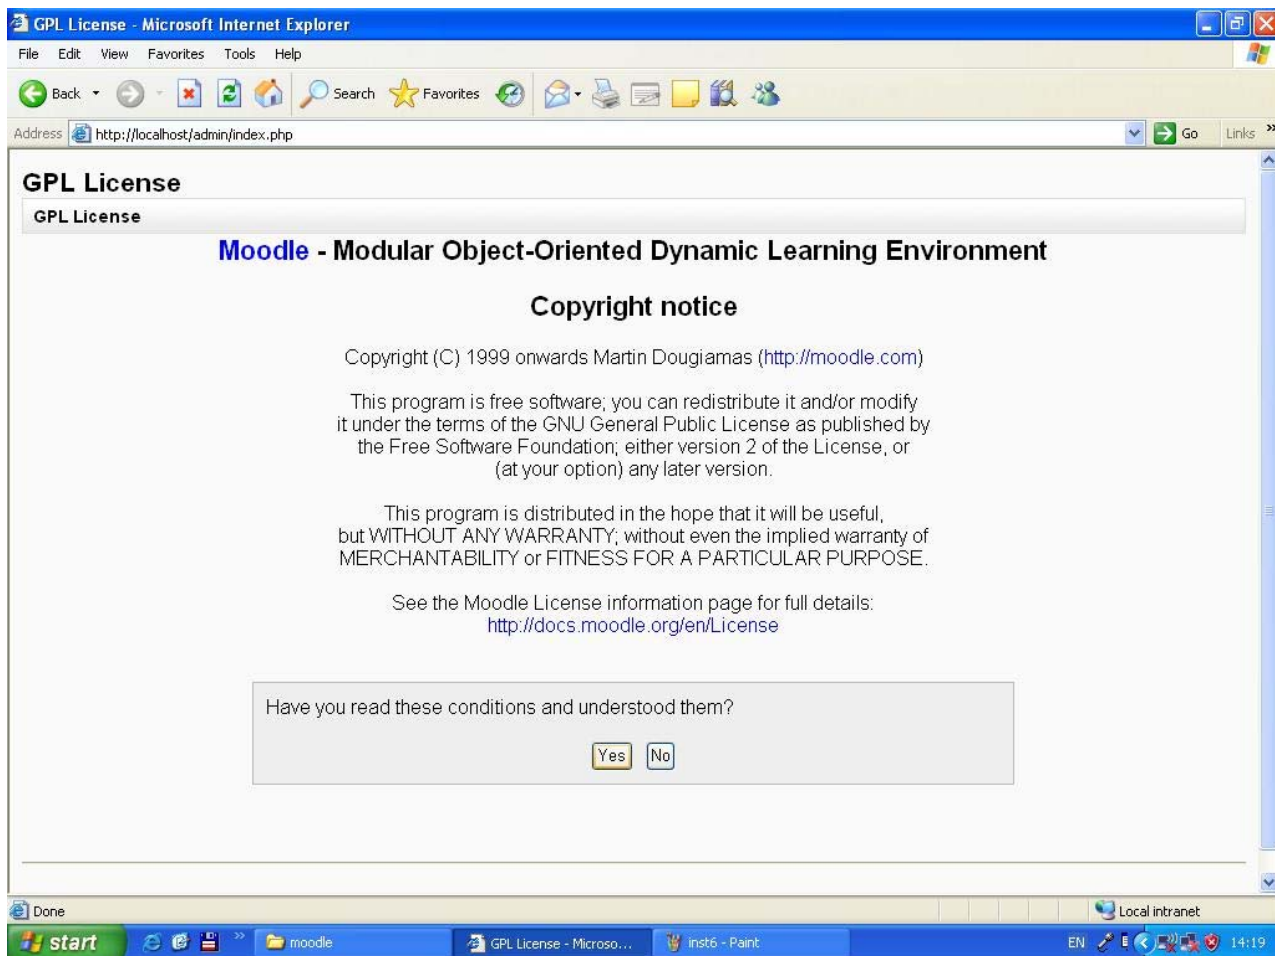 GPL License - Microsoft Internet Explorer
File Edit View Favorites Tools Help
Back Search Favorites
Address http://localhost/admin/index.php Go Links »
GPL License
GPL License
Moodle - Modular Object-Oriented Dynamic Learning Environment
Copyright notice
Copyright (C) 1999 onwards Martin Dougiamas (http://moodle.com)
This program is free software; you can redistribute it and/or modify
it under the terms of the GNU General Public License as published by
the Free Software Foundation; either version 2 of the License, or
(at your option) any later version.
This program is distributed in the hope that it will be useful,
but WITHOUT ANY WARRANTY; without even the implied warranty of
MERCHANTABILITY or FITNESS FOR A PARTICULAR PURPOSE.
See the Moodle License information page for full details:
http://docs.moodle.org/en/License
Have you read these conditions and understood them?
Yes No
Done Local intranet
start » moodle GPL License - Microso... inst6 - Paint EN 14:19